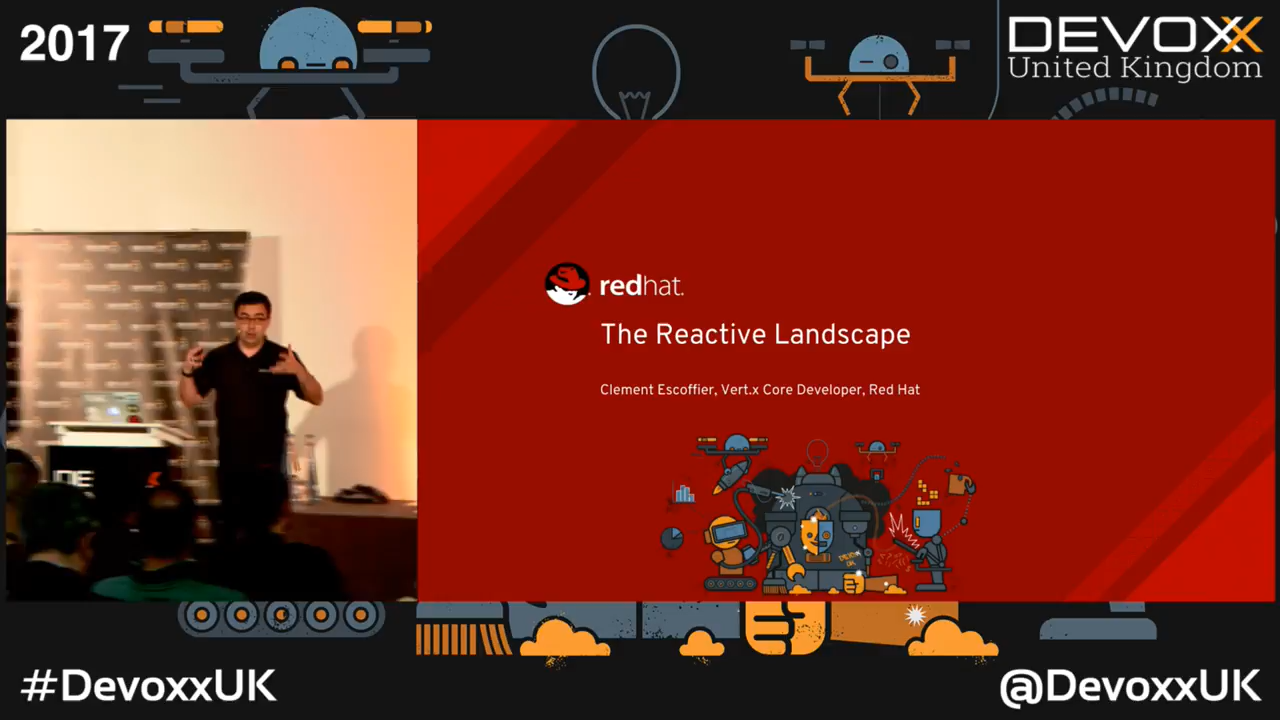 2017
DEVOXX
United Kingdom
redhat.
The Reactive Landscape
Clement Escoffier, Vert.x Core Developer, Red Hat
#DevoxxUK
@DevoxxUK